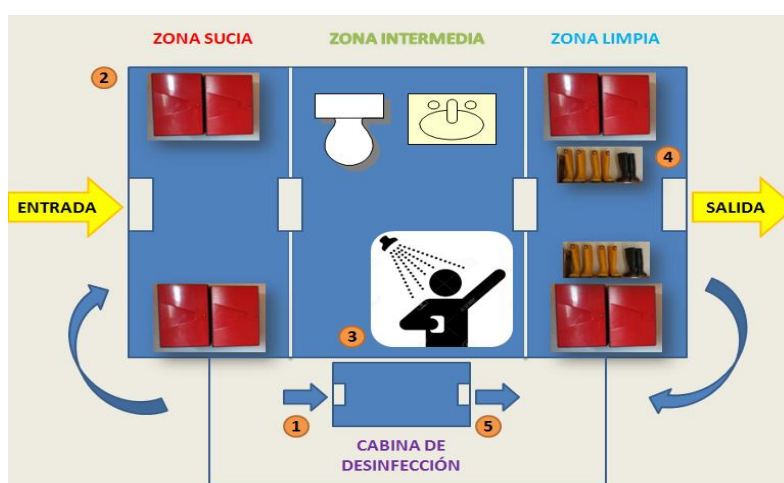 ZONA SUCIA
ZONA INTERMEDIA
ZONA LIMPIA
2
4
ENTRADA
SALIDA
3
1
5
CABINA DE
DESINFECCIÓN